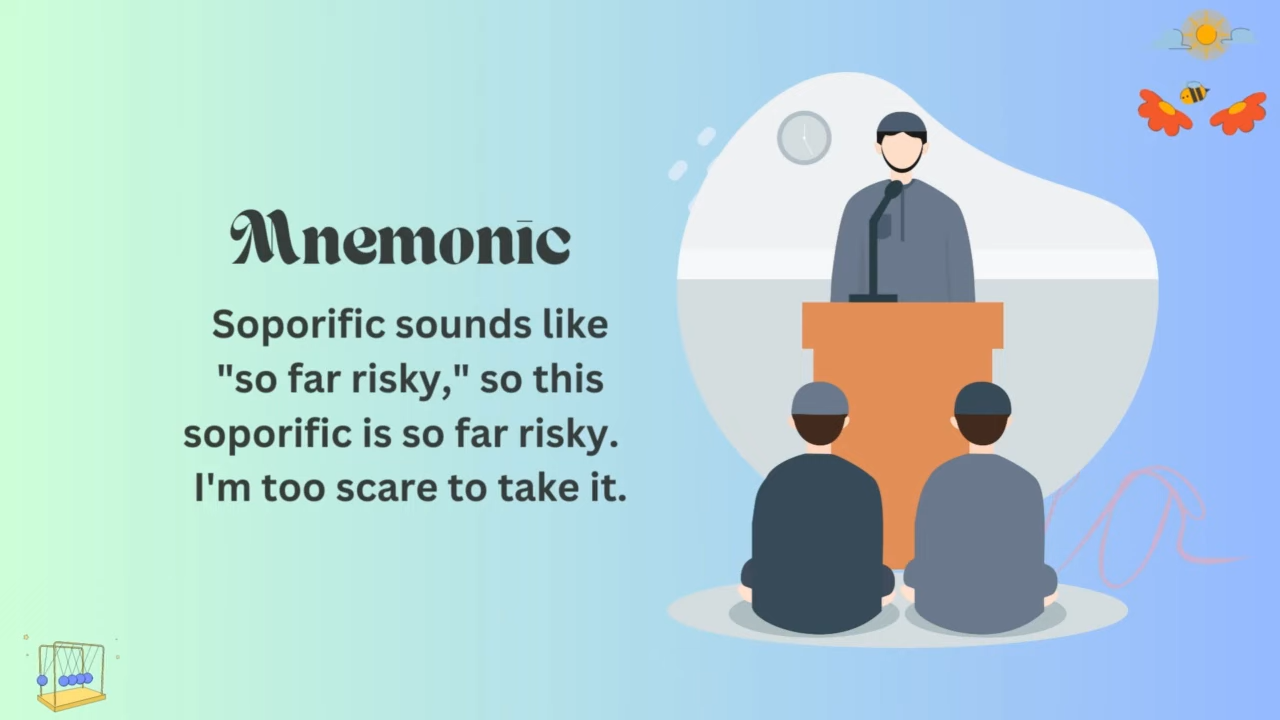 Mnemonic
Soporific sounds like
"so far risky," so this
soporific is so far risky.
I'm too scare to take it.